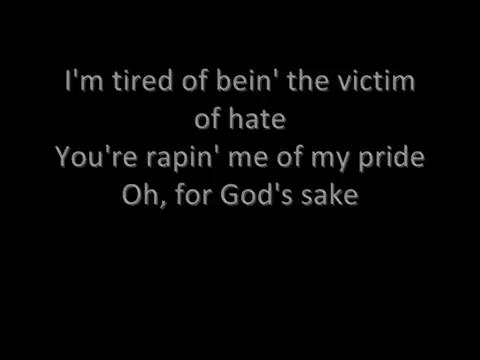 I'm tired of bein' the victim
of hate
You're rapin' me of my pride
Oh, for God's sake